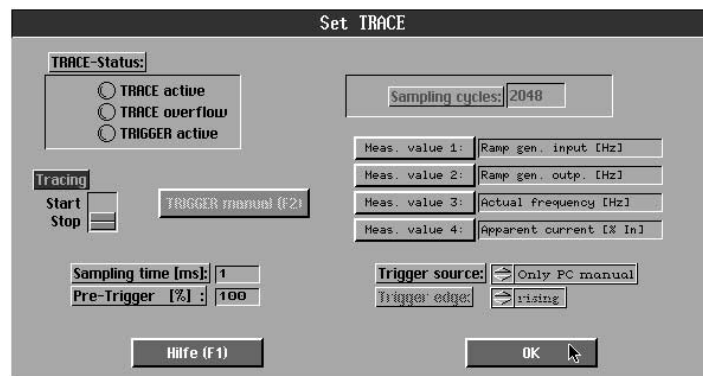 Set TRACE
TRACE-Status:
TRACE active
TRACE overflow
TRIGGER active
Sampling cycles: 2048
Meas. value 1: Ramp gen. input [Hz]
Meas. value 2: Ramp gen. outp. [Hz]
Meas. value 3: Actual frequency [Hz]
Meas. value 4: Apparent current [% In]
Tracing
Start
Stop
TRIGGER manual (F2)
Sampling time [ms]: 1
Pre-Trigger [%] : 100
Trigger source: Only PC manual
Trigger edge: rising
Hilfe (F1)
OK